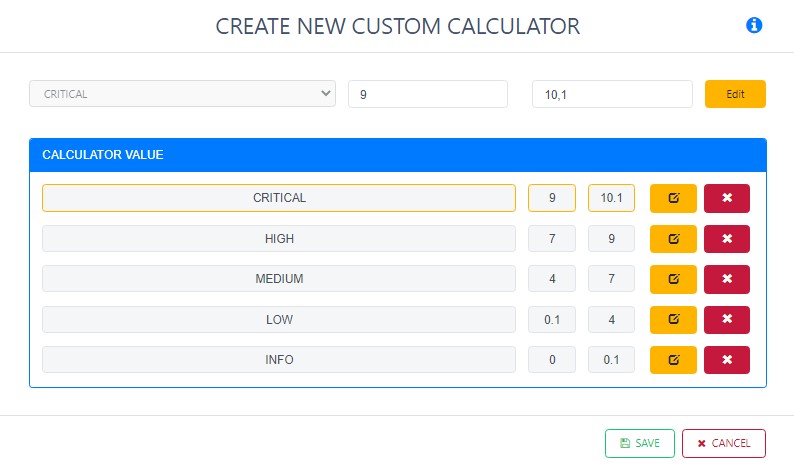 CREATE NEW CUSTOM CALCULATOR
CRITICAL 9 10,1 Edit
CALCULATOR VALUE
CRITICAL 9 10.1
HIGH 7 9
MEDIUM 4 7
LOW 0.1 4
INFO 0 0.1
SAVE CANCEL